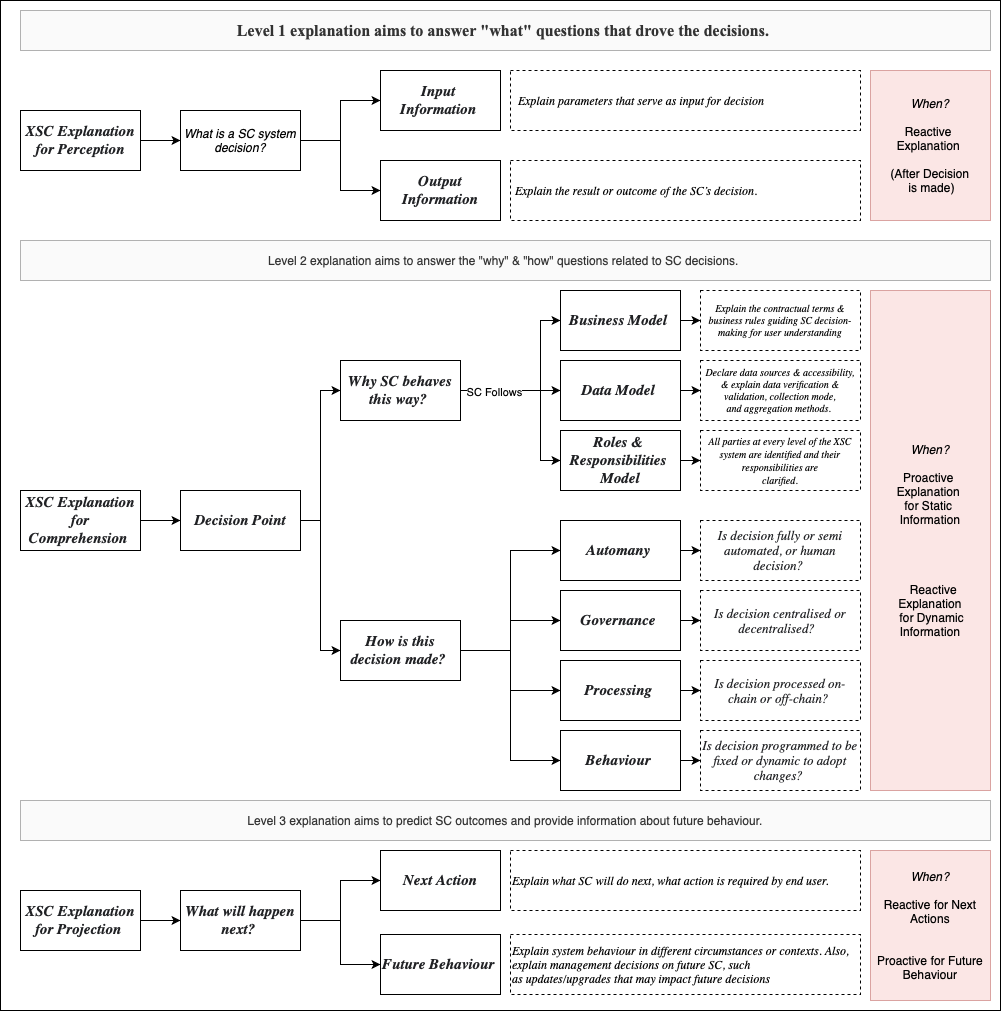 Level 1 explanation aims to answer "what" questions that drove the decisions.
XSC Explanation
for Perception
What is a SC system
decision?
Input
Information
Explain parameters that serve as input for decision
Output
Information
Explain the result or outcome of the SC's decision.
When?
Reactive
Explanation
(After Decision
is made)
Level 2 explanation aims to answer the "why" & "how" questions related to SC decisions.
XSC Explanation
for
Comprehension
Decision Point
Why SC behaves
this way?
SC Follows
Business Model
Explain the contractual terms &
business rules guiding SC decision-
making for user understanding
Data Model
Declare data sources & accessibility,
& explain data verification &
validation, collection mode,
and aggregation methods.
Roles &
Responsibilities
Model
All parties at every level of the XSC
system are identified and their
responsibilities are
clarified.
How is this
decision made?
Automany
Is decision fully or semi
automated, or human
decision?
Governance
Is decision centralised or
decentralised?
Processing
Is decision processed on-
chain or off-chain?
Behaviour
Is decision programmed to be
fixed or dynamic to adopt
changes?
When?
Proactive
Explanation
for Static
Information
Reactive
Explanation
for Dynamic
Information
Level 3 explanation aims to predict SC outcomes and provide information about future behaviour.
XSC Explanation
for Projection
What will happen
next?
Next Action
Explain what SC will do next, what action is required by end user.
Future Behaviour
Explain system behaviour in different circumstances or contexts. Also,
explain management decisions on future SC, such
as updates/upgrades that may impact future decisions
When?
Reactive for Next
Actions
Proactive for Future
Behaviour